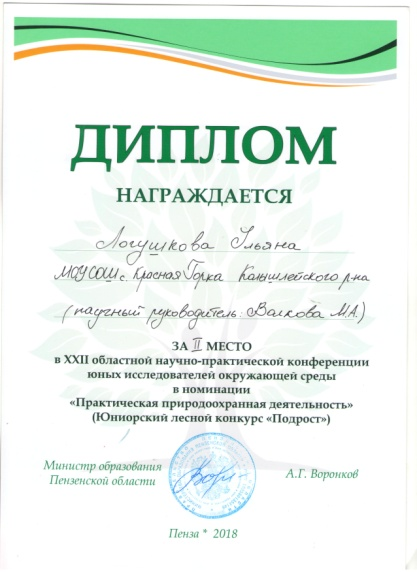 ДИПЛОМ
НАГРАЖДАЕТСЯ
Логушкова Ульяна
МОУ СОШ с. Красная Горка Колышлейского р-на
(научный руководитель: Волкова М.А.)
ЗА II МЕСТО
в XXII областной научно-практической конференции
юных исследователей окружающей среды
в номинации
«Практическая природоохранная деятельность»
(Юниорский лесной конкурс «Подрост»)
Министр образования
Пензенской области
А.Г. Воронков
Пенза * 2018